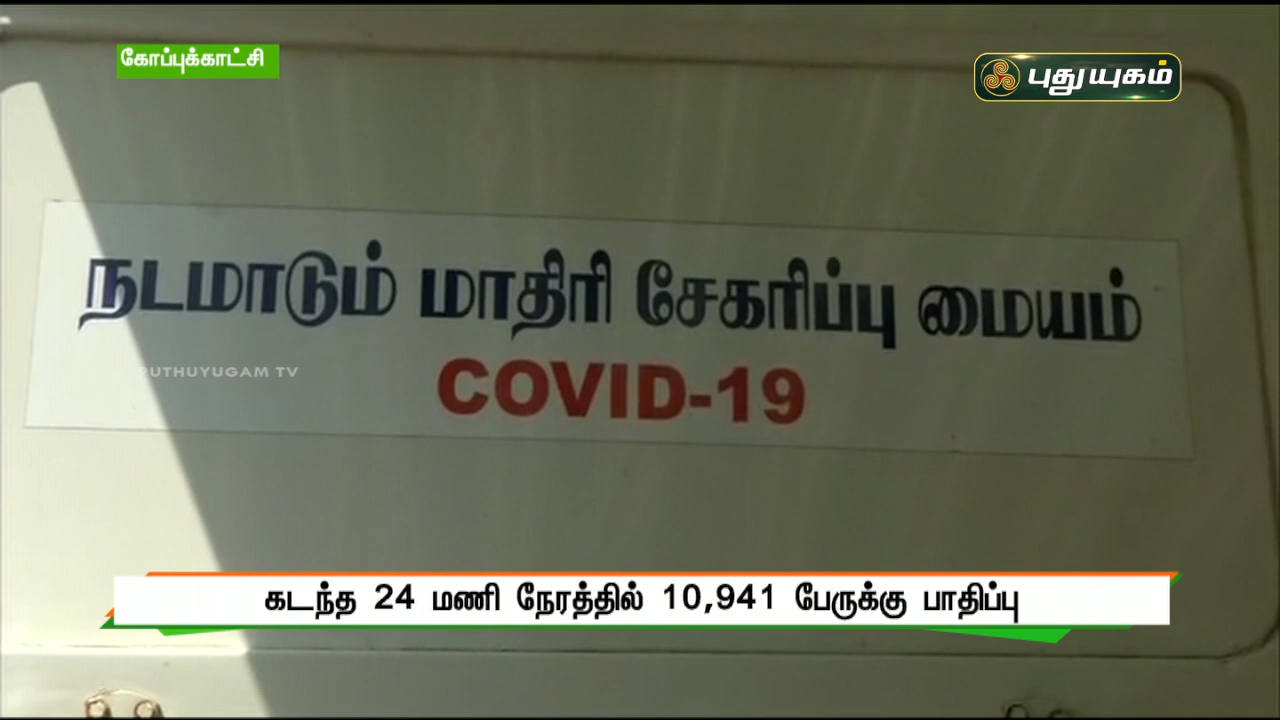 கோப்புக்காட்சி
புதுயுகம்
நடமாடும் மாதிரி சேகரிப்பு மையம்
PUTHUYUGAM TV
COVID-19
கடந்த 24 மணி நேரத்தில் 10,941 பேருக்கு பாதிப்பு